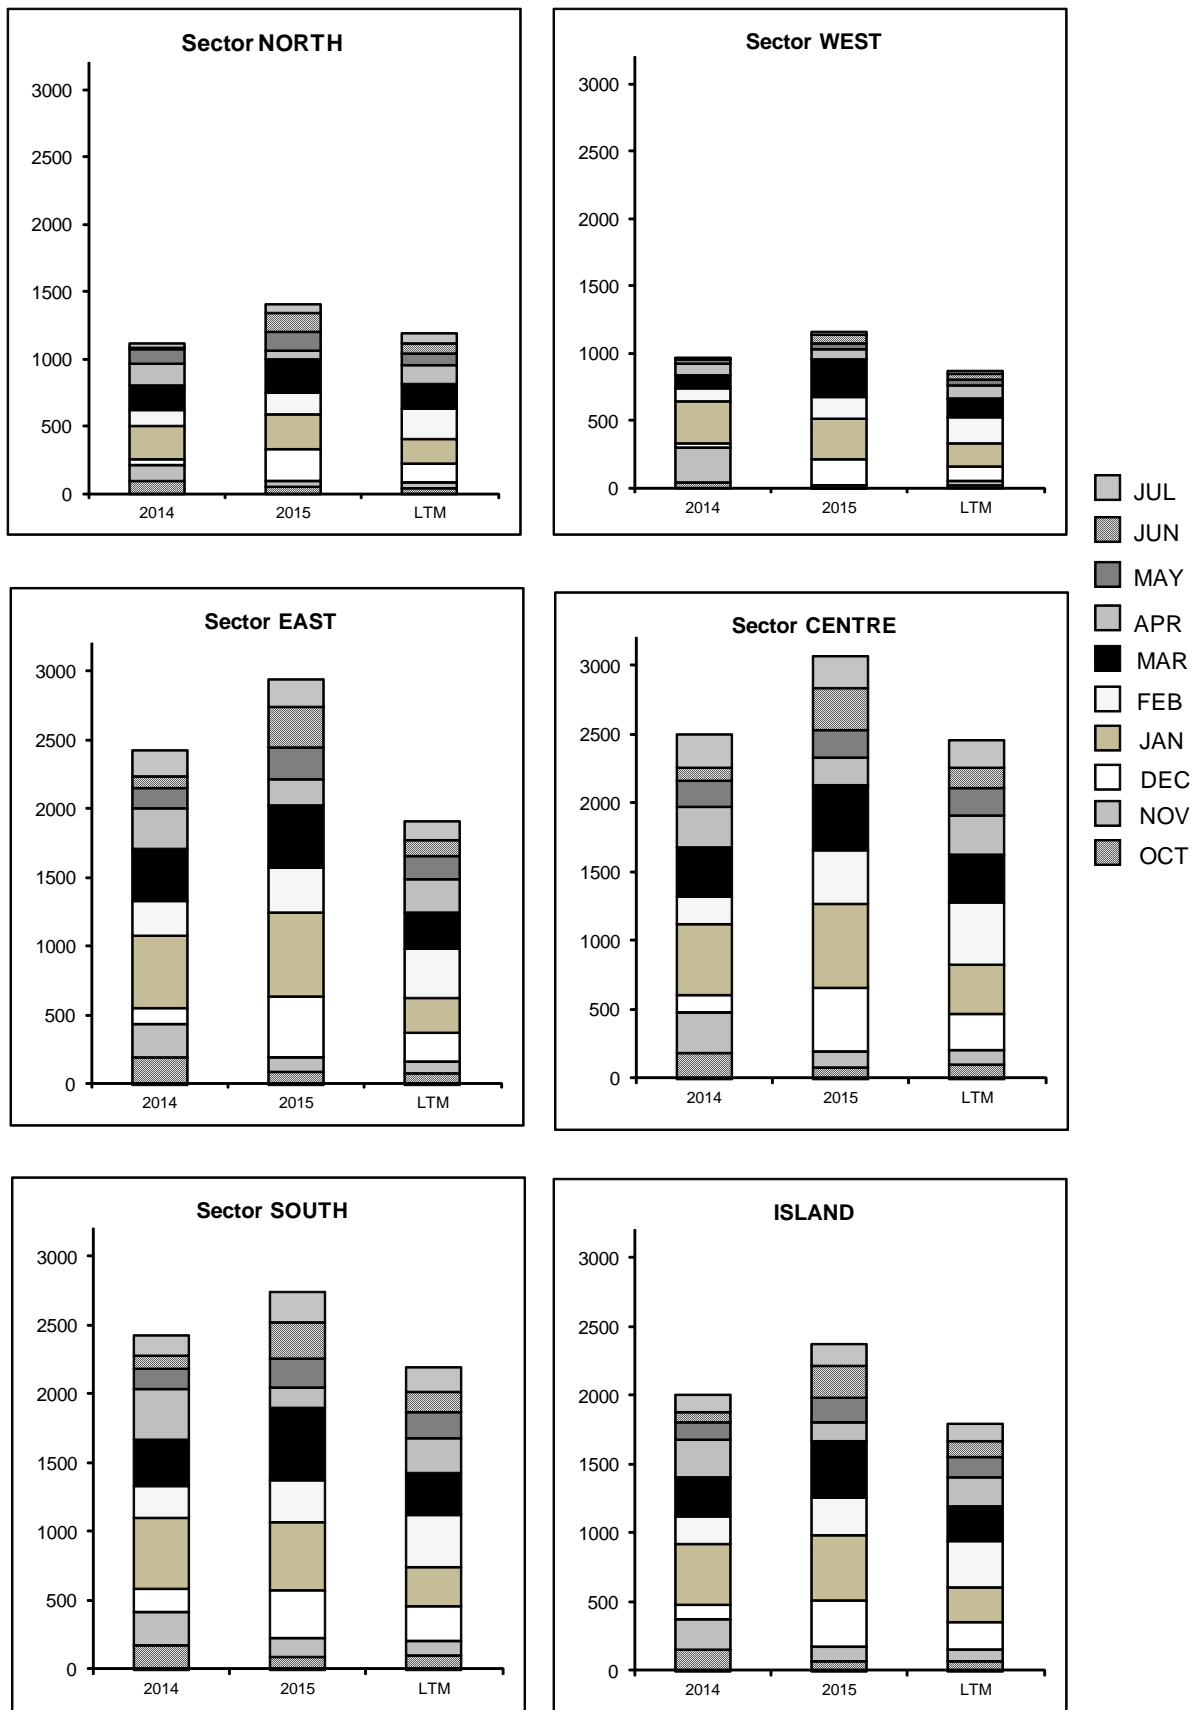 Sector NORTH
3000
2500
2000
1500
1000
500
0
2014 2015 LTM
Sector WEST
3000
2500
2000
1500
1000
500
0
2014 2015 LTM
JUL
JUN
MAY
APR
MAR
FEB
JAN
DEC
NOV
OCT
Sector EAST
3000
2500
2000
1500
1000
500
0
2014 2015 LTM
Sector CENTRE
3000
2500
2000
1500
1000
500
0
2014 2015 LTM
Sector SOUTH
3000
2500
2000
1500
1000
500
0
2014 2015 LTM
ISLAND
3000
2500
2000
1500
1000
500
0
2014 2015 LTM